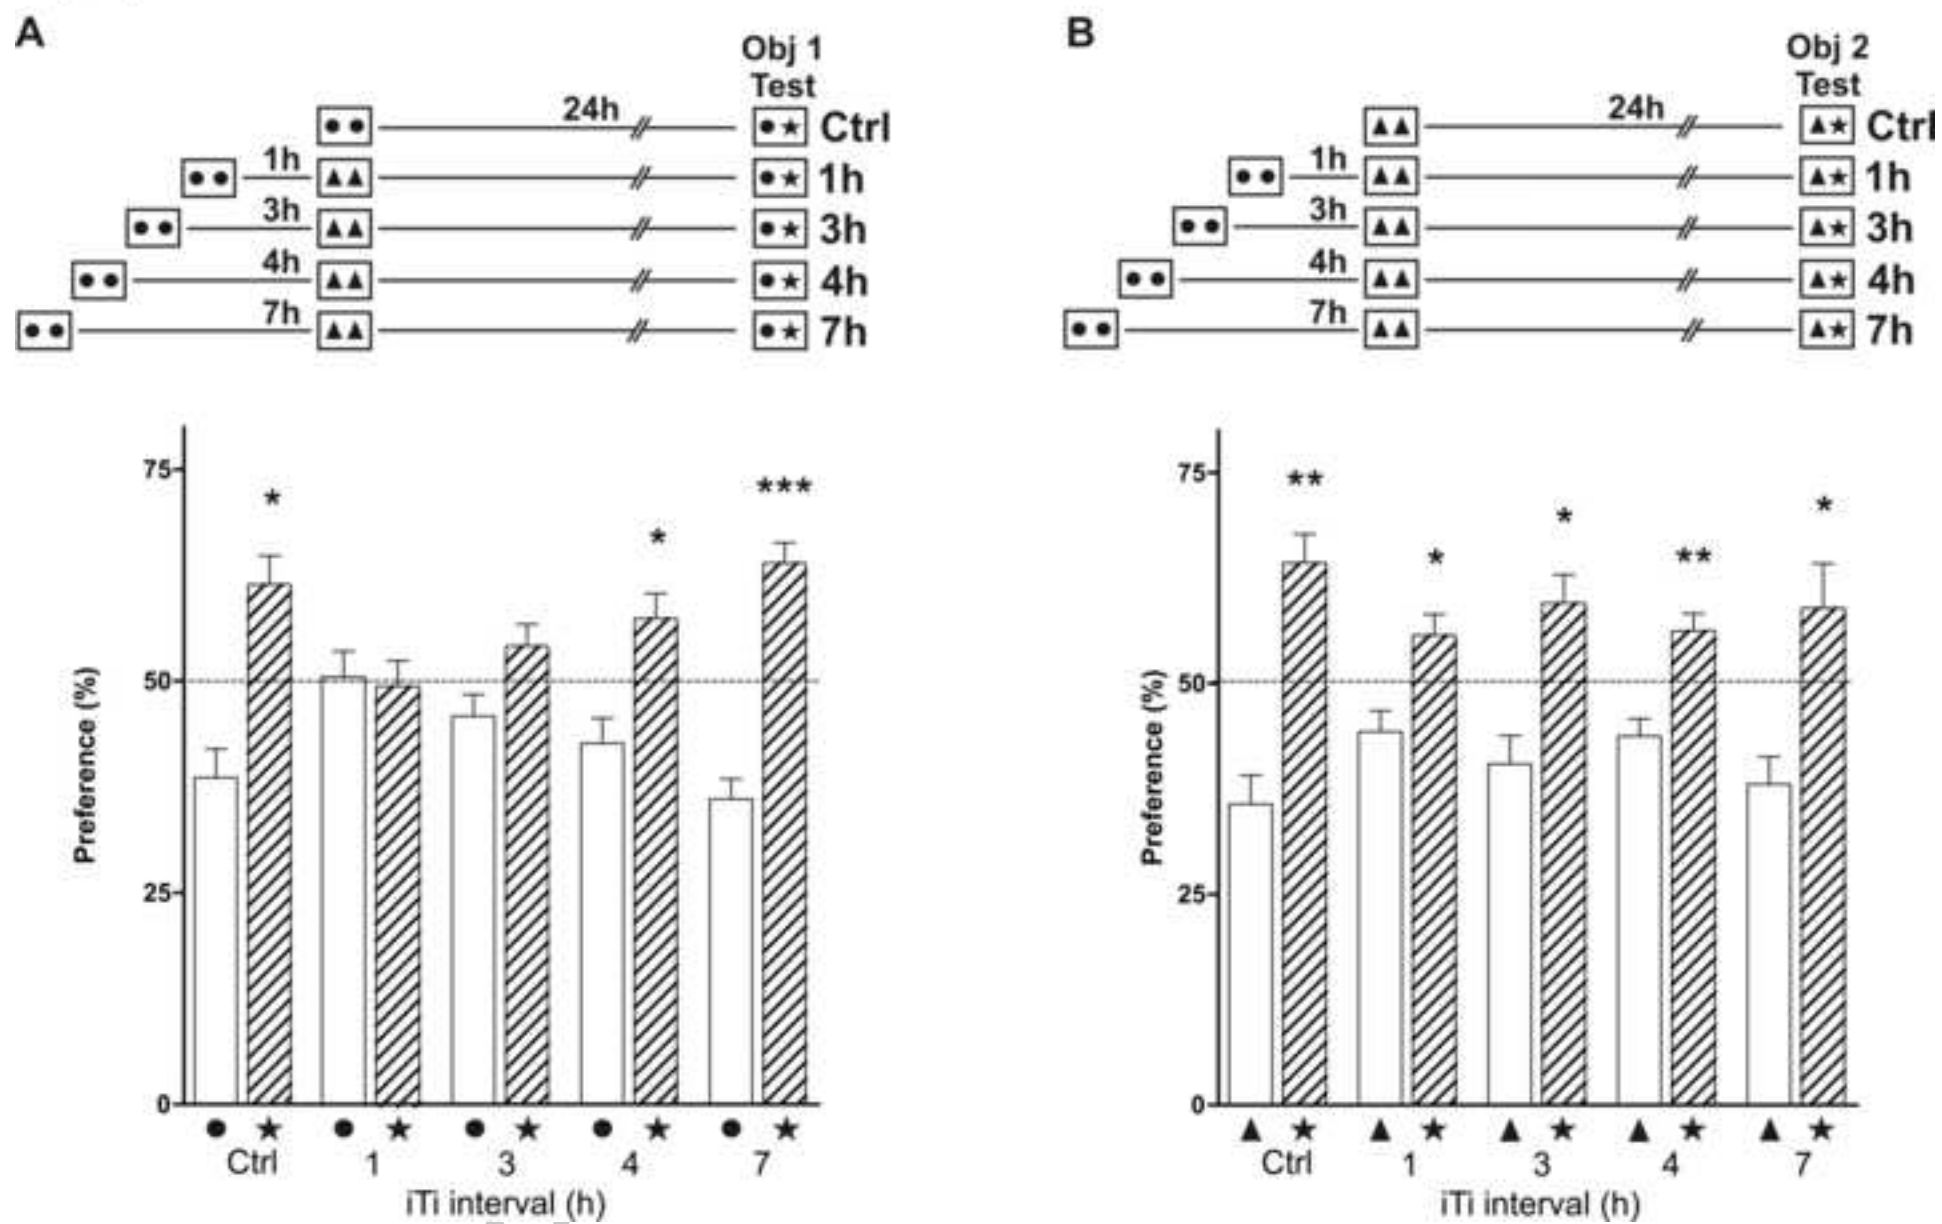 A
Obj 1
Test
24h
Ctrl
1h
1h
3h
3h
4h
4h
7h
7h
75
50
25
0
Preference (%)
*
*
***
Ctrl
1
3
4
7
iTi interval (h)
B
Obj 2
Test
24h
Ctrl
1h
1h
3h
3h
4h
4h
7h
7h
75
50
25
0
Preference (%)
**
*
*
**
*
Ctrl
1
3
4
7
iTi interval (h)